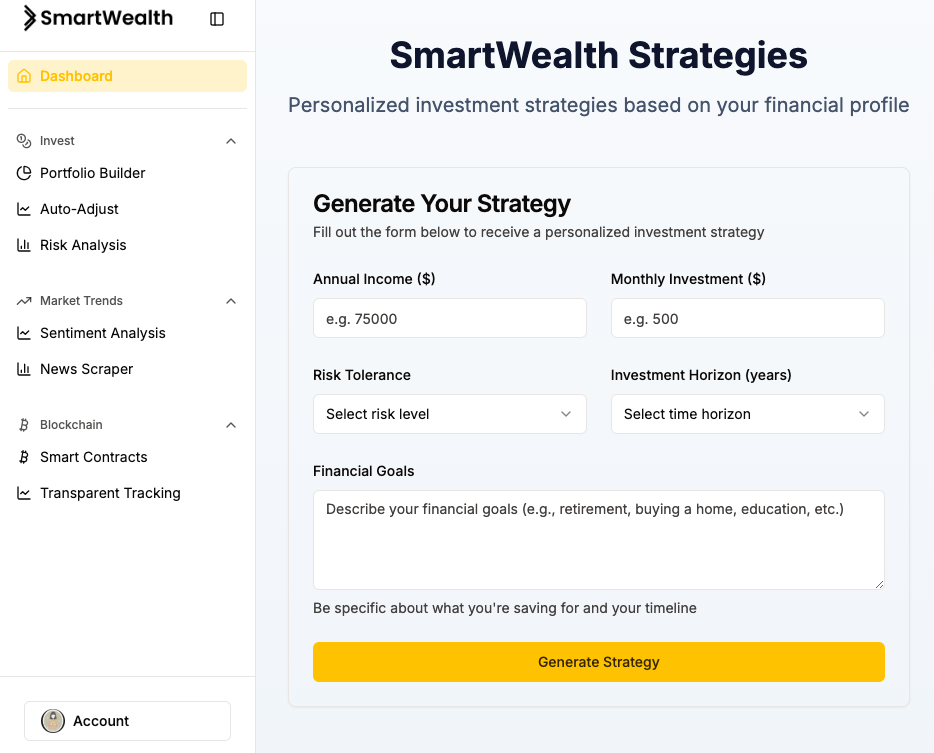 SmartWealth
Dashboard
Invest
Portfolio Builder
Auto-Adjust
Risk Analysis
Market Trends
Sentiment Analysis
News Scraper
Blockchain
Smart Contracts
Transparent Tracking
Account
SmartWealth Strategies
Personalized investment strategies based on your financial profile
Generate Your Strategy
Fill out the form below to receive a personalized investment strategy
Annual Income ($)
e.g. 75000
Monthly Investment ($)
e.g. 500
Risk Tolerance
Select risk level
Investment Horizon (years)
Select time horizon
Financial Goals
Describe your financial goals (e.g., retirement, buying a home, education, etc.)
Be specific about what you're saving for and your timeline
Generate Strategy